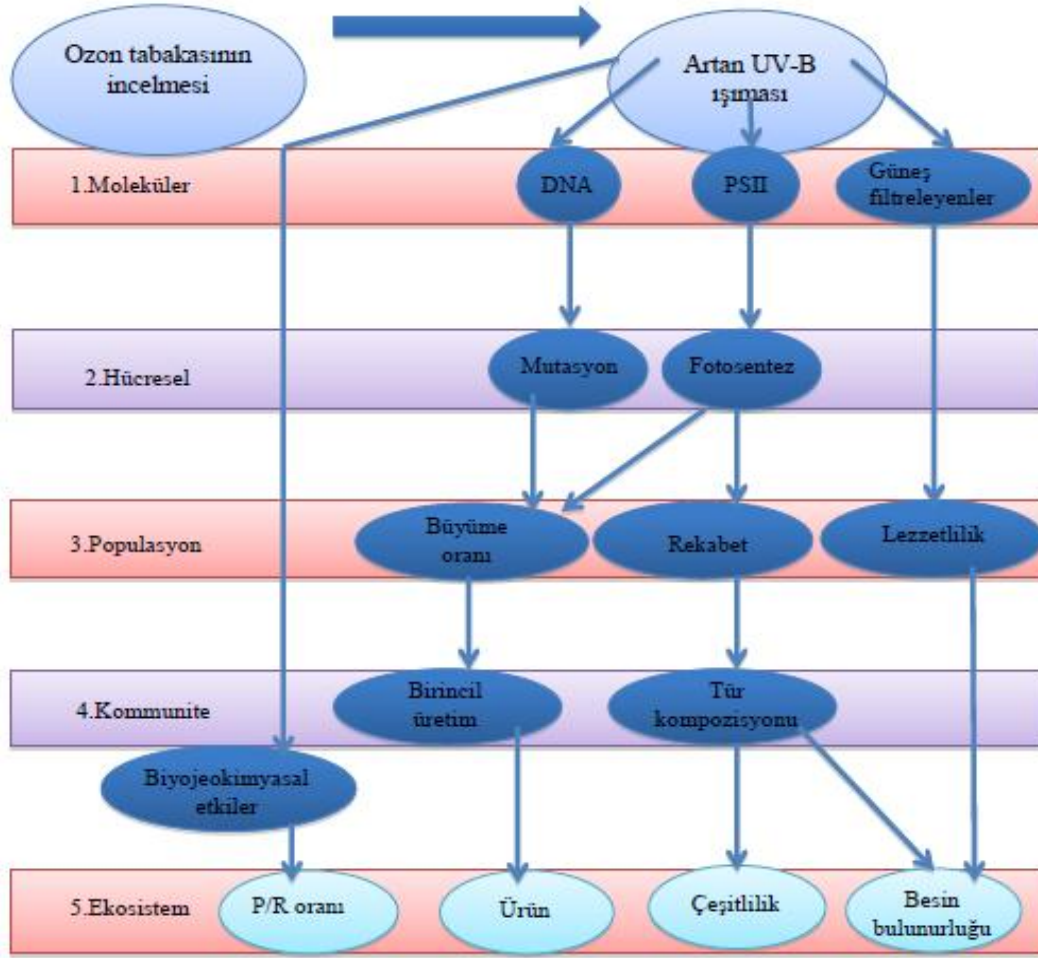 Ozon tabakasının
incelmesi
Artan UV-B
ışıması
1.Moleküler
DNA
PSII
Güneş
filtreleyenler
2.Hücresel
Mutasyon
Fotosentez
3.Populasyon
Büyüme
oranı
Rekabet
Lezzetlilik
4.Kommunite
Birincil
üretim
Tür
kompozisyonu
Biyojeokimyasal
etkiler
5.Ekosistem
P/R oranı
Ürün
Çeşitlilik
Besin
bulunurluğu